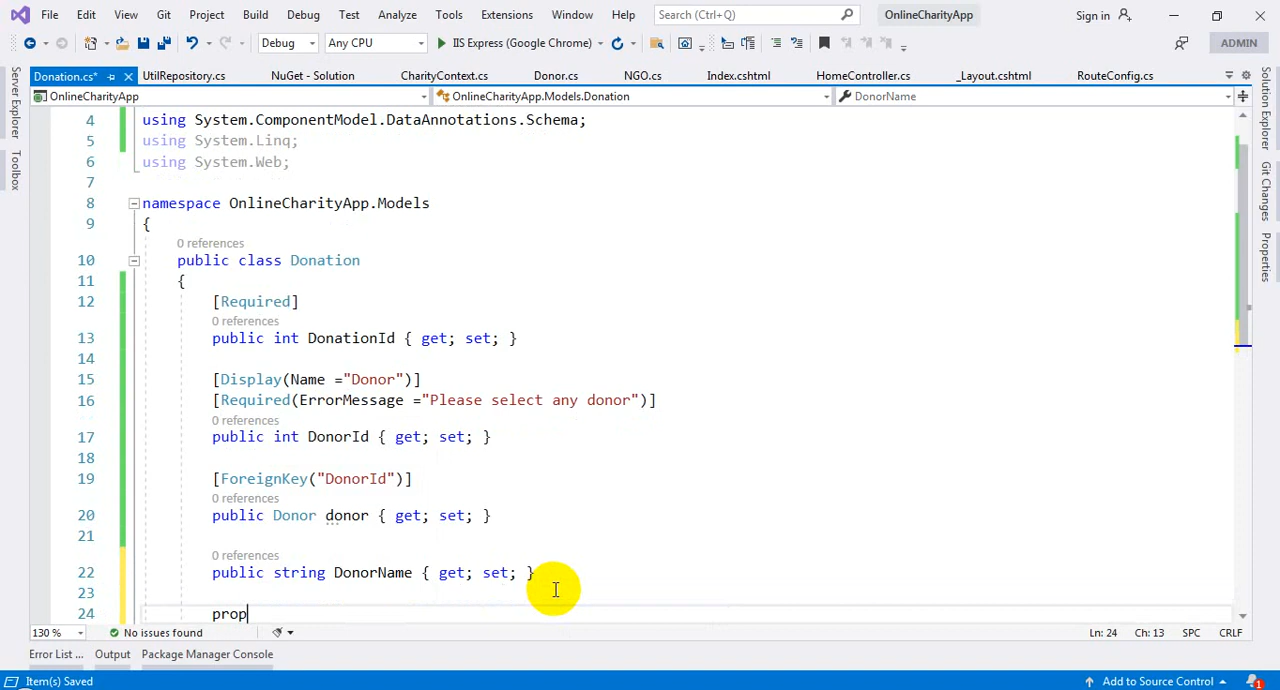 File Edit View Git Project Build Debug Test Analyze Tools Extensions Window Help Search (Ctrl+Q) OnlineCharityApp Sign in
Debug Any CPU IIS Express (Google Chrome) ADMIN
Donation.cs* UtilRepository.cs NuGet - Solution CharityContext.cs Donor.cs NGO.cs Index.cshtml HomeController.cs _Layout.cshtml RouteConfig.cs
OnlineCharityApp OnlineCharityApp.Models.Donation DonorName
Server Explorer
Toolbox
Solution Explorer
Git Changes
Properties
4 using System.ComponentModel.DataAnnotations.Schema;
5 using System.Linq;
6 using System.Web;
7
8 namespace OnlineCharityApp.Models
9 {
0 references
10 public class Donation
11 {
12 [Required]
0 references
13 public int DonationId { get; set; }
14
15 [Display(Name ="Donor")]
16 [Required(ErrorMessage ="Please select any donor")]
0 references
17 public int DonorId { get; set; }
18
19 [ForeignKey("DonorId")]
0 references
20 public Donor donor { get; set; }
21
0 references
22 public string DonorName { get; set; }
23
24 prop
130 % No issues found Ln: 24 Ch: 13 SPC CRLF
Error List ... Output Package Manager Console
Item(s) Saved Add to Source Control 1